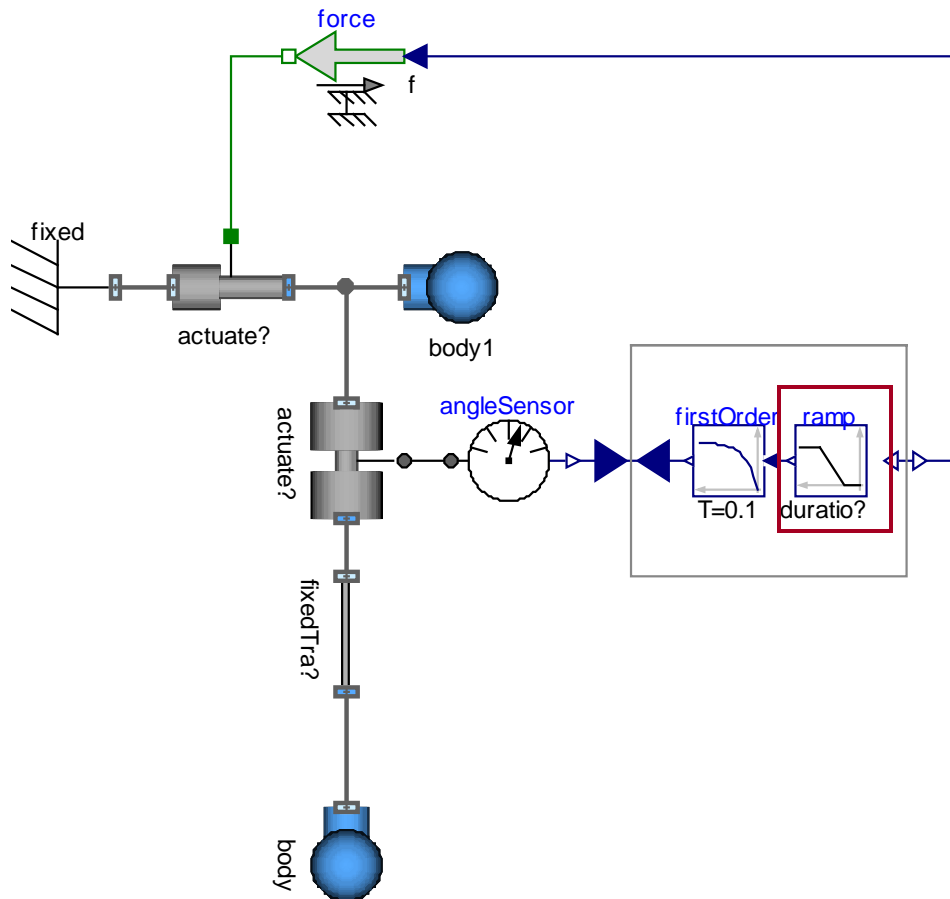 force
f
fixed
actuate?
body1
actuate?
angleSensor
firstOrder
ramp
T=0.1
duratio?
fixedTra?
body